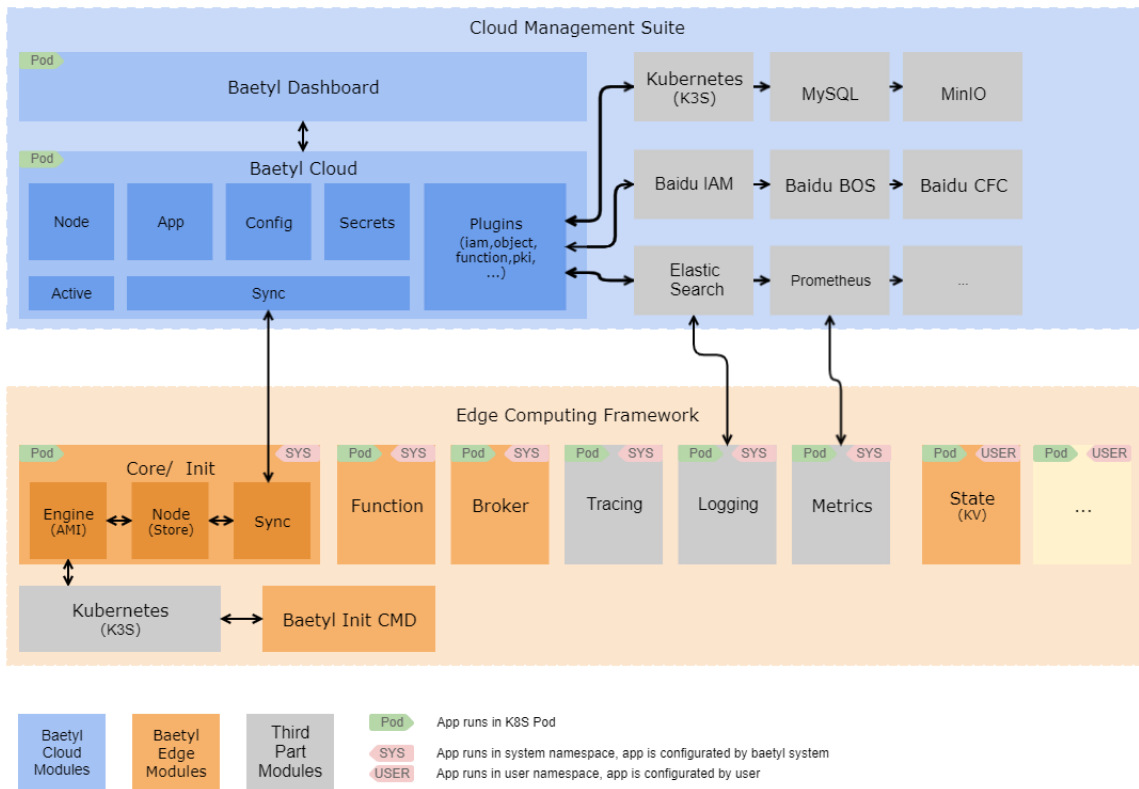 Cloud Management Suite
Pod
Baetyl Dashboard
Kubernetes
(K3S)
MySQL
MinIO
Pod
Baetyl Cloud
Node
App
Config
Secrets
Plugins
(iam,object,
function,pki,
...)
Active
Sync
Baidu IAM
Baidu BOS
Baidu CFC
Elastic
Search
Prometheus
...
Edge Computing Framework
Pod
SYS
Core/ Init
Engine
(AMI)
Node
(Store)
Sync
Pod
SYS
Function
Pod
SYS
Broker
Pod
SYS
Tracing
Pod
SYS
Logging
Pod
SYS
Metrics
Pod
USER
State
(KV)
Pod
USER
...
Kubernetes
(K3S)
Baetyl Init CMD
Baetyl
Cloud
Modules
Baetyl
Edge
Modules
Third
Part
Modules
Pod App runs in K8S Pod
SYS App runs in system namespace, app is configurated by baetyl system
USER App runs in user namespace, app is configurated by user